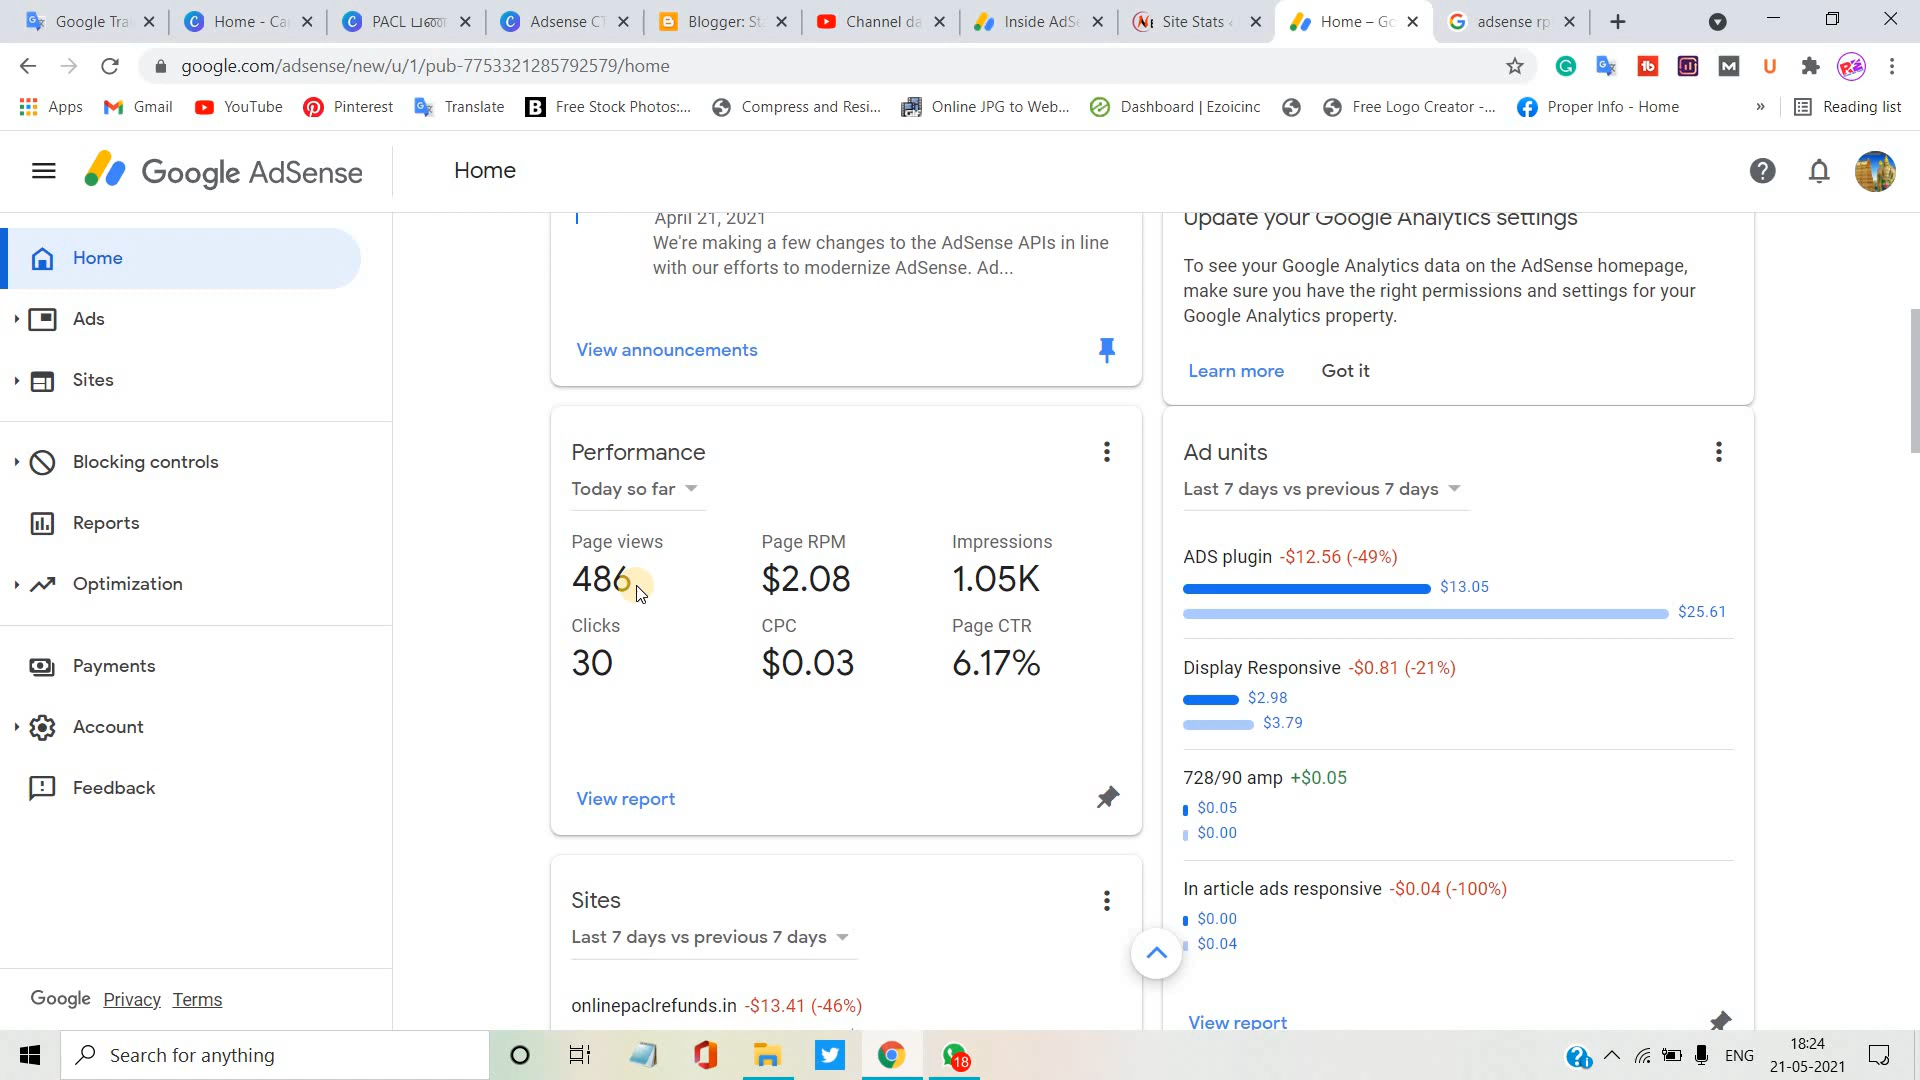 Google Tra
Home - Ca
PACL பண
Adsense CT
Blogger: St
Channel da
Inside AdSe
Site Stats ‹
Home – Go
adsense rp
google.com/adsense/new/u/1/pub-7753321285792579/home
Apps
Gmail
YouTube
Pinterest
Translate
Free Stock Photos:...
Compress and Resi...
Online JPG to Web...
Dashboard | Ezoicinc
Free Logo Creator -...
Proper Info - Home
»
Reading list
Google AdSense
Home
Home
Ads
Sites
Blocking controls
Reports
Optimization
Payments
Account
Feedback
Google Privacy Terms
April 21, 2021
We're making a few changes to the AdSense APIs in line
with our efforts to modernize AdSense. Ad...
View announcements
Update your Google Analytics settings
To see your Google Analytics data on the AdSense homepage,
make sure you have the right permissions and settings for your
Google Analytics property.
Learn more Got it
Performance
Today so far
Page views Page RPM Impressions
486 $2.08 1.05K
Clicks CPC Page CTR
30 $0.03 6.17%
View report
Ad units
Last 7 days vs previous 7 days
ADS plugin -$12.56 (-49%)
$13.05
$25.61
Display Responsive -$0.81 (-21%)
$2.98
$3.79
728/90 amp +$0.05
$0.05
$0.00
In article ads responsive -$0.04 (-100%)
$0.00
$0.04
View report
Sites
Last 7 days vs previous 7 days
onlinepaclrefunds.in -$13.41 (-46%)
Search for anything
18
ENG
18:24
21-05-2021